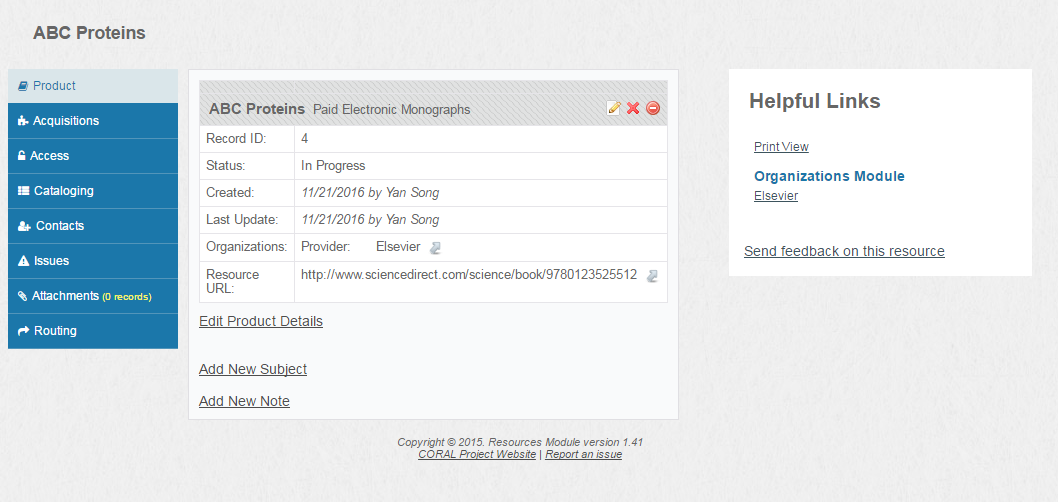 ABC Proteins
Product
Acquisitions
Access
Cataloging
Contacts
Issues
Attachments (0 records)
Routing
ABC Proteins Paid Electronic Monographs
Record ID: 4
Status: In Progress
Created: 11/21/2016 by Yan Song
Last Update: 11/21/2016 by Yan Song
Organizations: Provider: Elsevier
Resource URL: http://www.sciencedirect.com/science/book/9780123525512
Edit Product Details
Add New Subject
Add New Note
Helpful Links
Print View
Organizations Module
Elsevier
Send feedback on this resource
Copyright © 2015. Resources Module version 1.41
CORAL Project Website | Report an issue